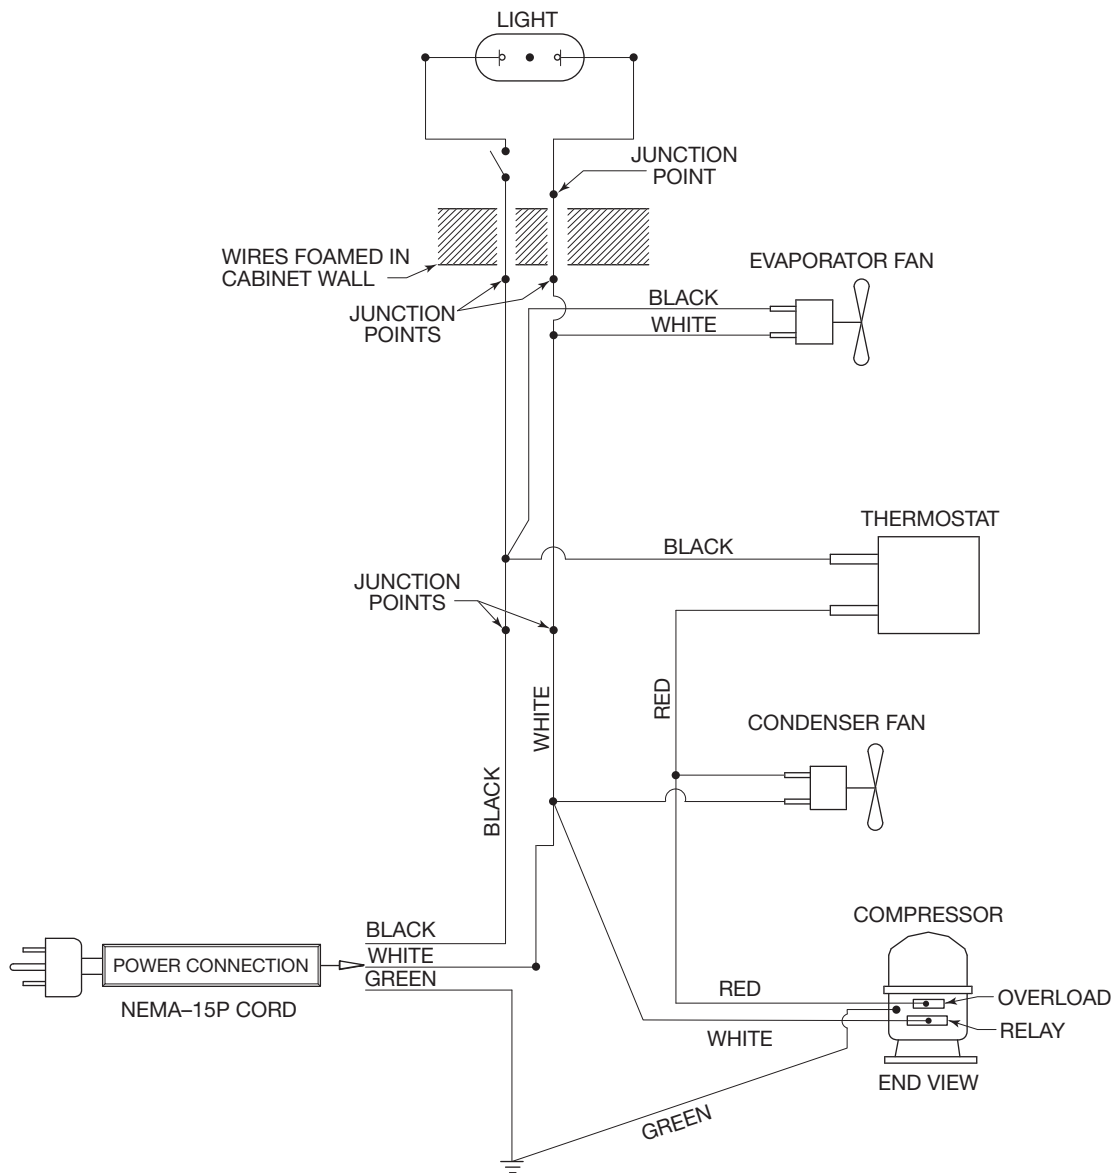 LIGHT
JUNCTION
POINT
WIRES FOAMED IN
CABINET WALL
JUNCTION
POINTS
EVAPORATOR FAN
BLACK
WHITE
THERMOSTAT
BLACK
JUNCTION
POINTS
RED
WHITE
CONDENSER FAN
BLACK
COMPRESSOR
BLACK
WHITE
GREEN
POWER CONNECTION
NEMA–15P CORD
RED
OVERLOAD
WHITE
RELAY
END VIEW
GREEN